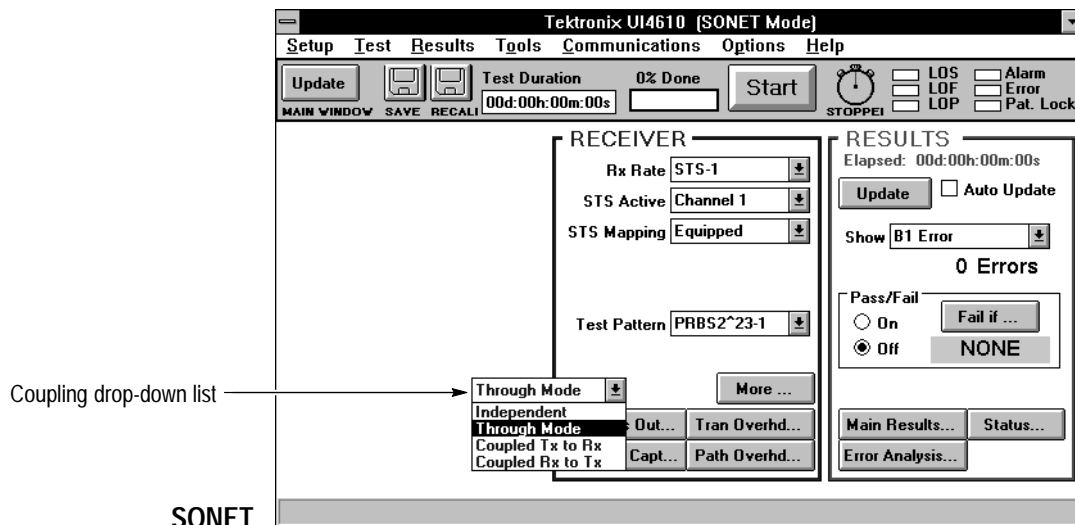 Tektronix UI4610 (SONET Mode)
Setup Test Results Tools Communications Options Help
Update
MAIN WINDOW
SAVE
RECALL
Test Duration
00d:00h:00m:00s
0% Done
Start
STOPPEI
LOS
LOF
LOP
Alarm
Error
Pat. Lock
RECEIVER
Rx Rate STS-1
STS Active Channel 1
STS Mapping Equipped
Test Pattern PRBS2^23-1
Coupling drop-down list
Through Mode
Independent
Through Mode
Coupled Tx to Rx
Coupled Rx to Tx
More ...
s Out...
Tran Overhd...
Capt...
Path Overhd...
RESULTS
Elapsed: 00d:00h:00m:00s
Update
Auto Update
Show B1 Error
0 Errors
Pass/Fail
On
Off
Fail if ...
NONE
Main Results...
Status...
Error Analysis...
SONET